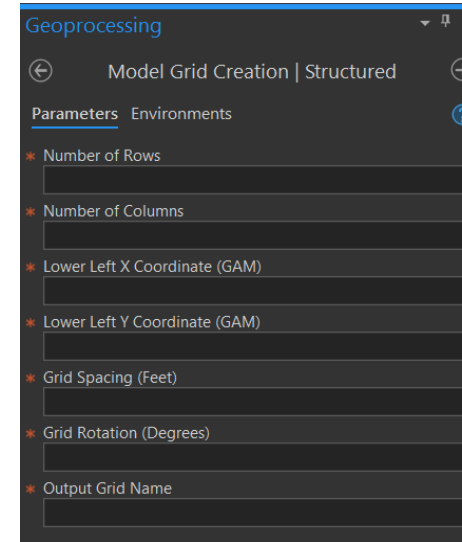 Geoprocessing
Model Grid Creation | Structured
Parameters Environments
* Number of Rows
* Number of Columns
* Lower Left X Coordinate (GAM)
* Lower Left Y Coordinate (GAM)
* Grid Spacing (Feet)
* Grid Rotation (Degrees)
* Output Grid Name